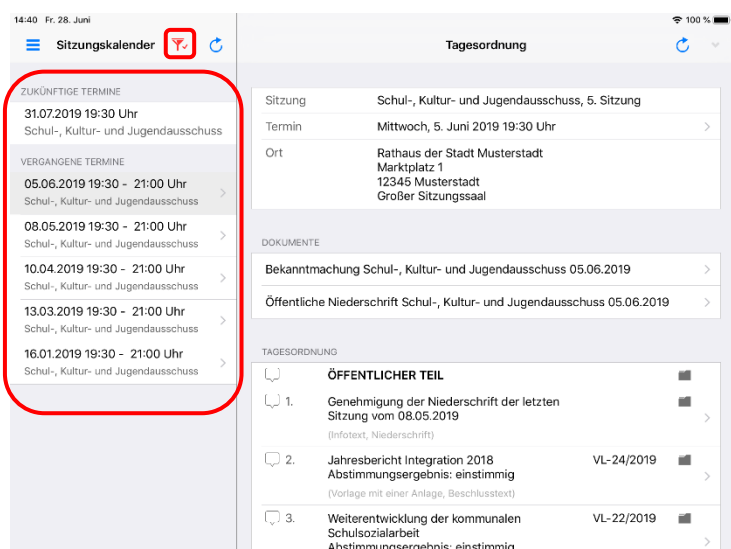 14:40 Fr. 28. Juni
100 %
Sitzungskalender
ZUKÜNFTIGE TERMINE
31.07.2019 19:30 Uhr
Schul-, Kultur- und Jugendausschuss
VERGANGENE TERMINE
05.06.2019 19:30 - 21:00 Uhr
Schul-, Kultur- und Jugendausschuss
08.05.2019 19:30 - 21:00 Uhr
Schul-, Kultur- und Jugendausschuss
10.04.2019 19:30 - 21:00 Uhr
Schul-, Kultur- und Jugendausschuss
13.03.2019 19:30 - 21:00 Uhr
Schul-, Kultur- und Jugendausschuss
16.01.2019 19:30 - 21:00 Uhr
Schul-, Kultur- und Jugendausschuss
Tagesordnung
Sitzung Schul-, Kultur- und Jugendausschuss, 5. Sitzung
Termin Mittwoch, 5. Juni 2019 19:30 Uhr
Ort Rathaus der Stadt Musterstadt
Marktplatz 1
12345 Musterstadt
Großer Sitzungssaal
DOKUMENTE
Bekanntmachung Schul-, Kultur- und Jugendausschuss 05.06.2019
Öffentliche Niederschrift Schul-, Kultur- und Jugendausschuss 05.06.2019
TAGESORDNUNG
ÖFFENTLICHER TEIL
1. Genehmigung der Niederschrift der letzten
Sitzung vom 08.05.2019
(Infotext, Niederschrift)
2. Jahresbericht Integration 2018 VL-24/2019
Abstimmungsergebnis: einstimmig
(Vorlage mit einer Anlage, Beschlusstext)
3. Weiterentwicklung der kommunalen VL-22/2019
Schulsozialarbeit
Abstimmungsergebnis: einstimmig